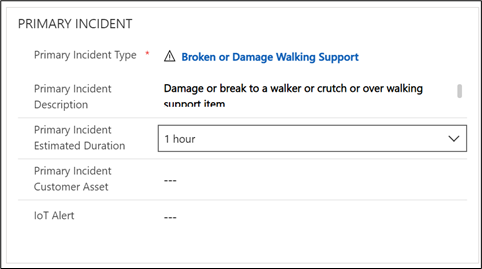 PRIMARY INCIDENT
Primary Incident Type * Broken or Damage Walking Support
Primary Incident Description
Damage or break to a walker or crutch or over walking
support item
Primary Incident Estimated Duration
1 hour
Primary Incident Customer Asset
---
IoT Alert ---